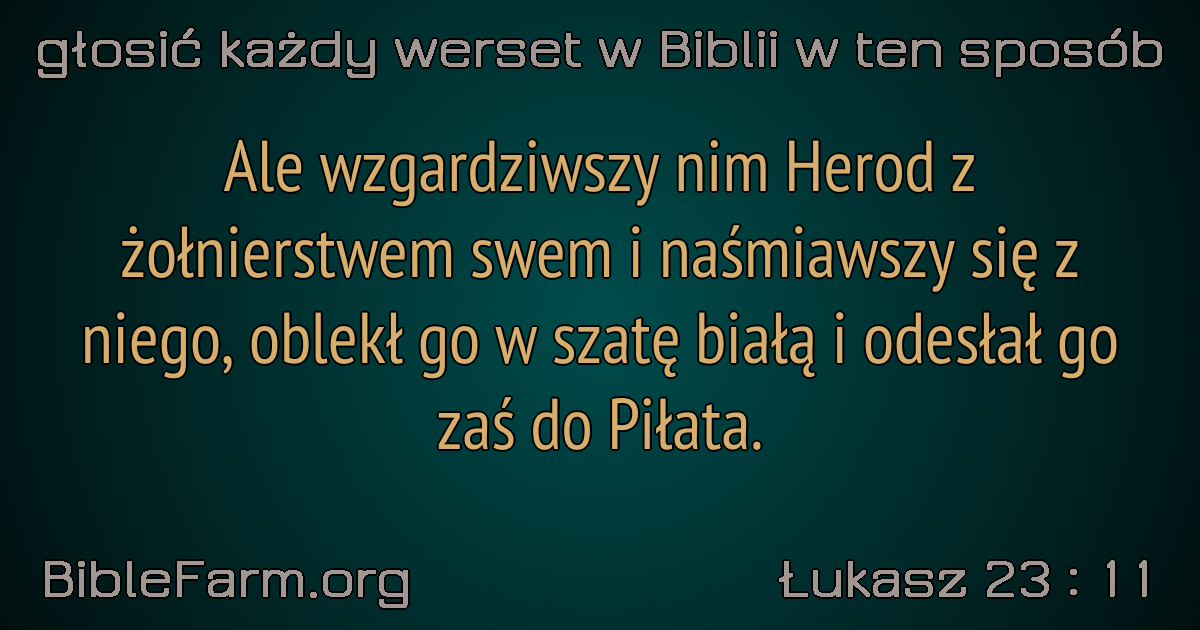 głosić każdy werset w Biblii w ten sposób
Ale wzgardziwszy nim Herod z
żołnierstwem swem i naśmiawszy się z
niego, oblekł go w szatę białą i odesłał go
zaś do Piłata.
BibleFarm.org
Łukasz 23 : 11